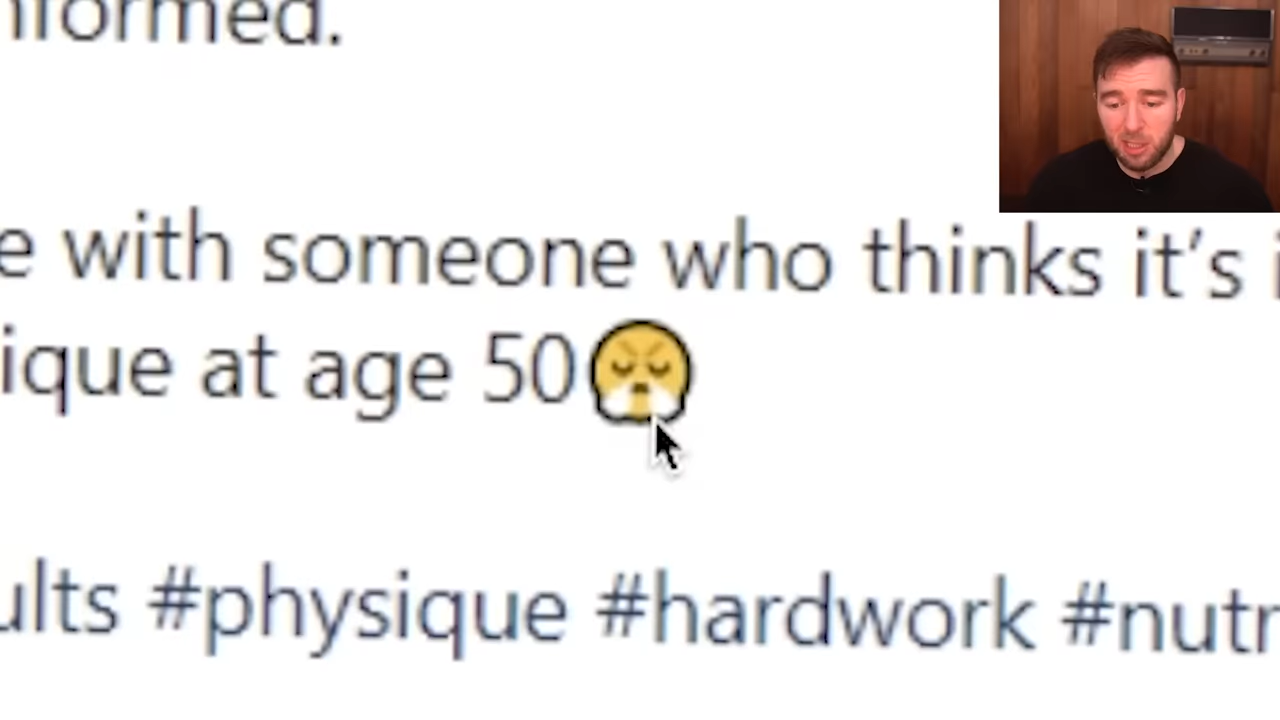 nformed.
e with someone who thinks it's i
ique at age 50😤
ults #physique #hardwork #nutr